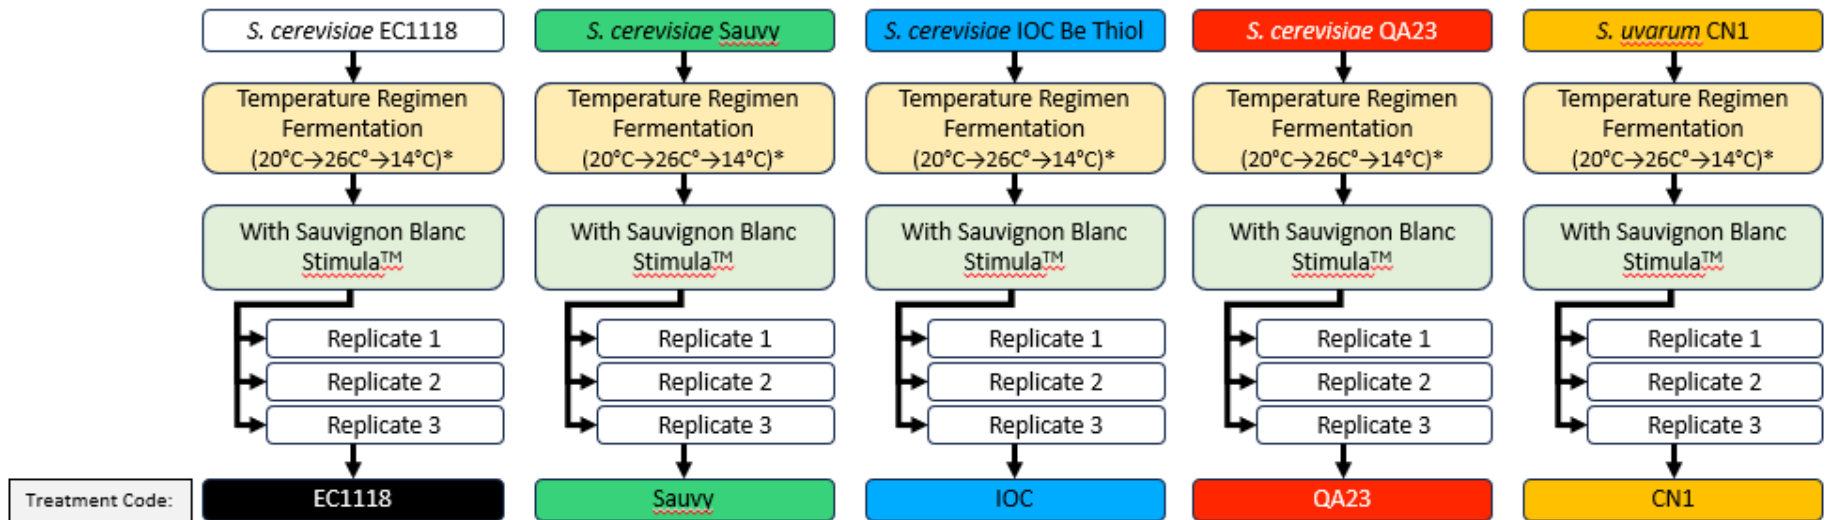 S. cerevisiae EC1118
S. cerevisiae Sauvy
S. cerevisiae IOC Be Thiol
S. cerevisiae QA23
S. uvarum CN1
Temperature Regimen
Fermentation
(20°C→26C°→14°C)*
Temperature Regimen
Fermentation
(20°C→26C°→14°C)*
Temperature Regimen
Fermentation
(20°C→26C°→14°C)*
Temperature Regimen
Fermentation
(20°C→26C°→14°C)*
Temperature Regimen
Fermentation
(20°C→26C°→14°C)*
With Sauvignon Blanc
Stimula™
With Sauvignon Blanc
Stimula™
With Sauvignon Blanc
Stimula™
With Sauvignon Blanc
Stimula™
With Sauvignon Blanc
Stimula™
Replicate 1
Replicate 2
Replicate 3
Replicate 1
Replicate 2
Replicate 3
Replicate 1
Replicate 2
Replicate 3
Replicate 1
Replicate 2
Replicate 3
Replicate 1
Replicate 2
Replicate 3
Treatment Code:
EC1118
Sauvy
IOC
QA23
CN1